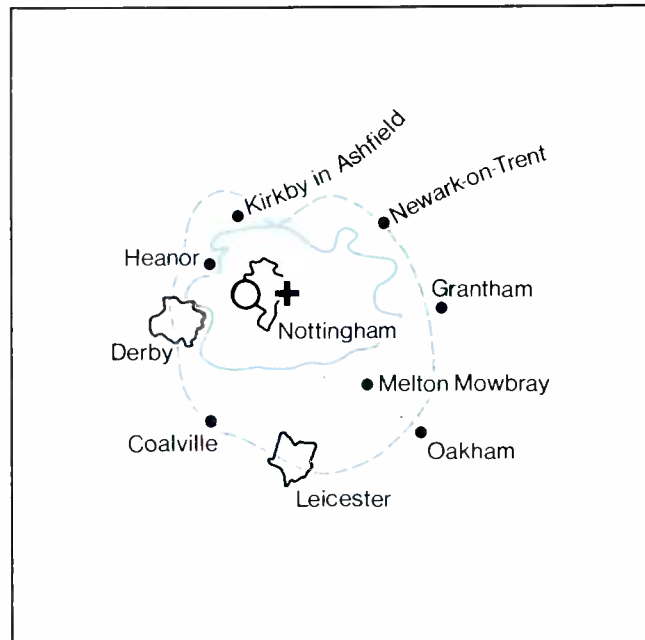 Kirkby in Ashfield
Newark-on-Trent
Heanor
Grantham
Nottingham
Derby
Melton Mowbray
Coalville
Oakham
Leicester